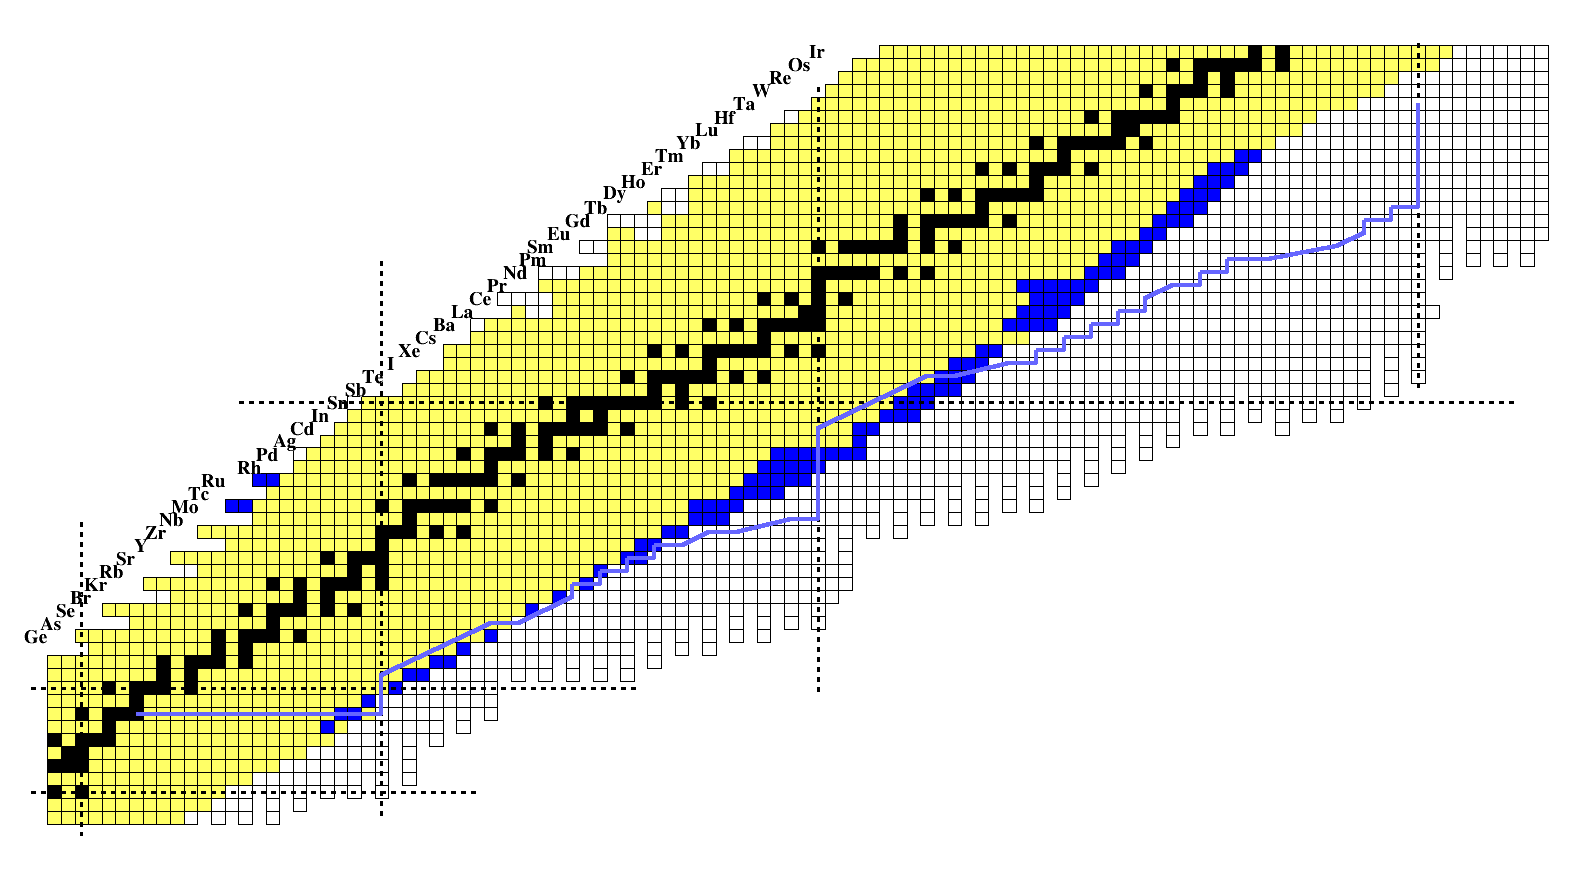 Ir
Os
Re
W
Ta
Hf
Lu
Yb
Tm
Er
Ho
Dy
Tb
Gd
Eu
Sm
Pm
Nd
Pr
Ce
La
Ba
Cs
Xe
I
Te
Sb
Sn
In
Cd
Ag
Pd
Rh
Ru
Tc
Mo
Nb
Zr
Y
Sr
Rb
Kr
Br
Se
As
Ge